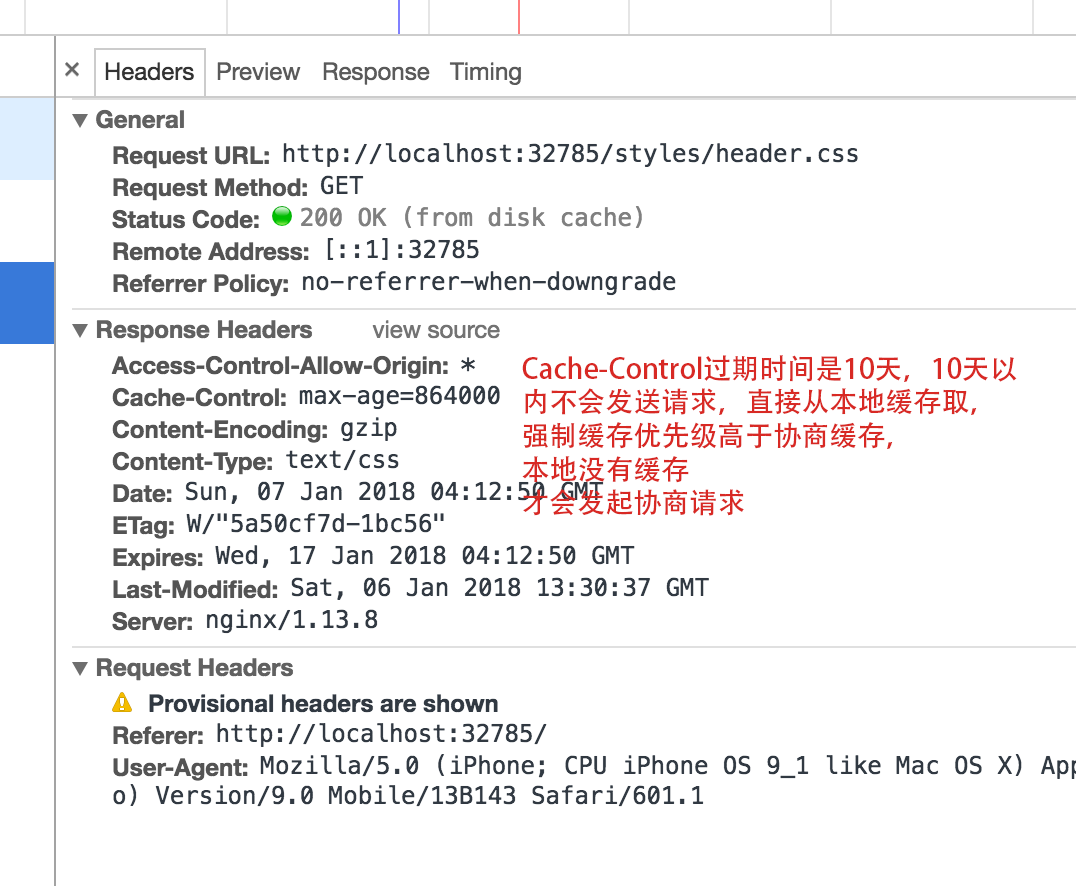 × Headers Preview Response Timing
▼ General
Request URL: http://localhost:32785/styles/header.css
Request Method: GET
Status Code: 200 OK (from disk cache)
Remote Address: [::1]:32785
Referrer Policy: no-referrer-when-downgrade
▼ Response Headers view source
Access-Control-Allow-Origin: *
Cache-Control: max-age=864000
Content-Encoding: gzip
Content-Type: text/css
Date: Sun, 07 Jan 2018 04:12:50 GMT
ETag: W/"5a50cf7d-1bc56"
Expires: Wed, 17 Jan 2018 04:12:50 GMT
Last-Modified: Sat, 06 Jan 2018 13:30:37 GMT
Server: nginx/1.13.8
Cache-Control过期时间是10天，10天以
内不会发送请求，直接从本地缓存取，
强制缓存优先级高于协商缓存，
本地没有缓存
才会发起协商请求
▼ Request Headers
Provisional headers are shown
Referer: http://localhost:32785/
User-Agent: Mozilla/5.0 (iPhone; CPU iPhone OS 9_1 like Mac OS X) App
o) Version/9.0 Mobile/13B143 Safari/601.1